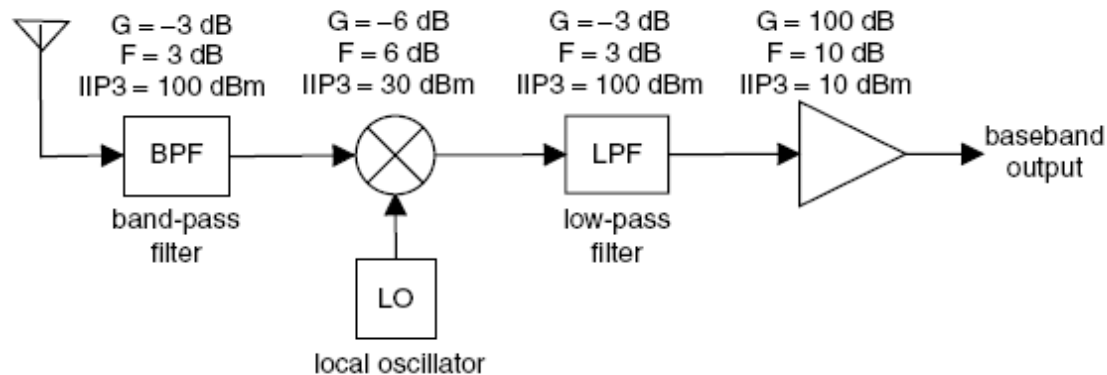 G = −3 dB
F = 3 dB
IIP3 = 100 dBm
G = −6 dB
F = 6 dB
IIP3 = 30 dBm
G = −3 dB
F = 3 dB
IIP3 = 100 dBm
G = 100 dB
F = 10 dB
IIP3 = 10 dBm
BPF
band-pass
filter
LPF
low-pass
filter
baseband
output
LO
local oscillator